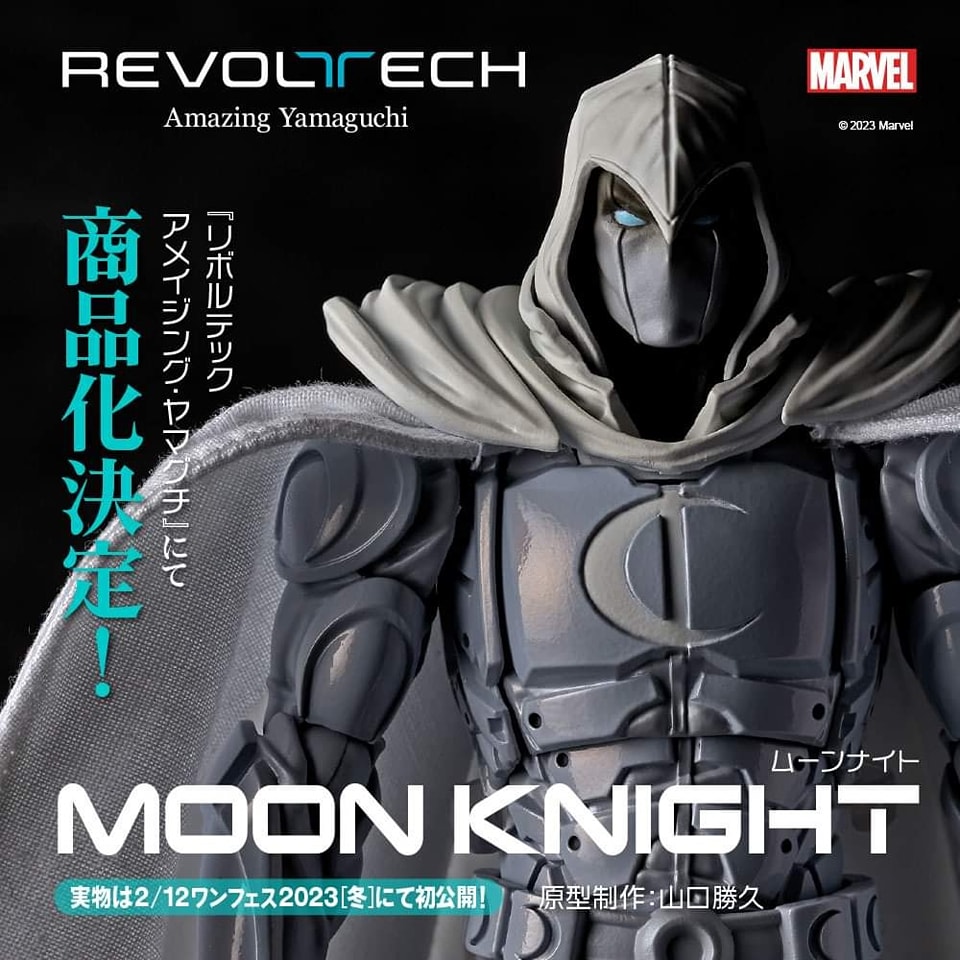 REVOLTECH
Amazing Yamaguchi
MARVEL
© 2023 Marvel
『リボルテック
アメイジング・ヤマグチ』にて
商品化決定！
ムーンナイト
MOON KNIGHT
実物は2/12ワンフェス2023[冬]にて初公開！
原型制作：山口勝久